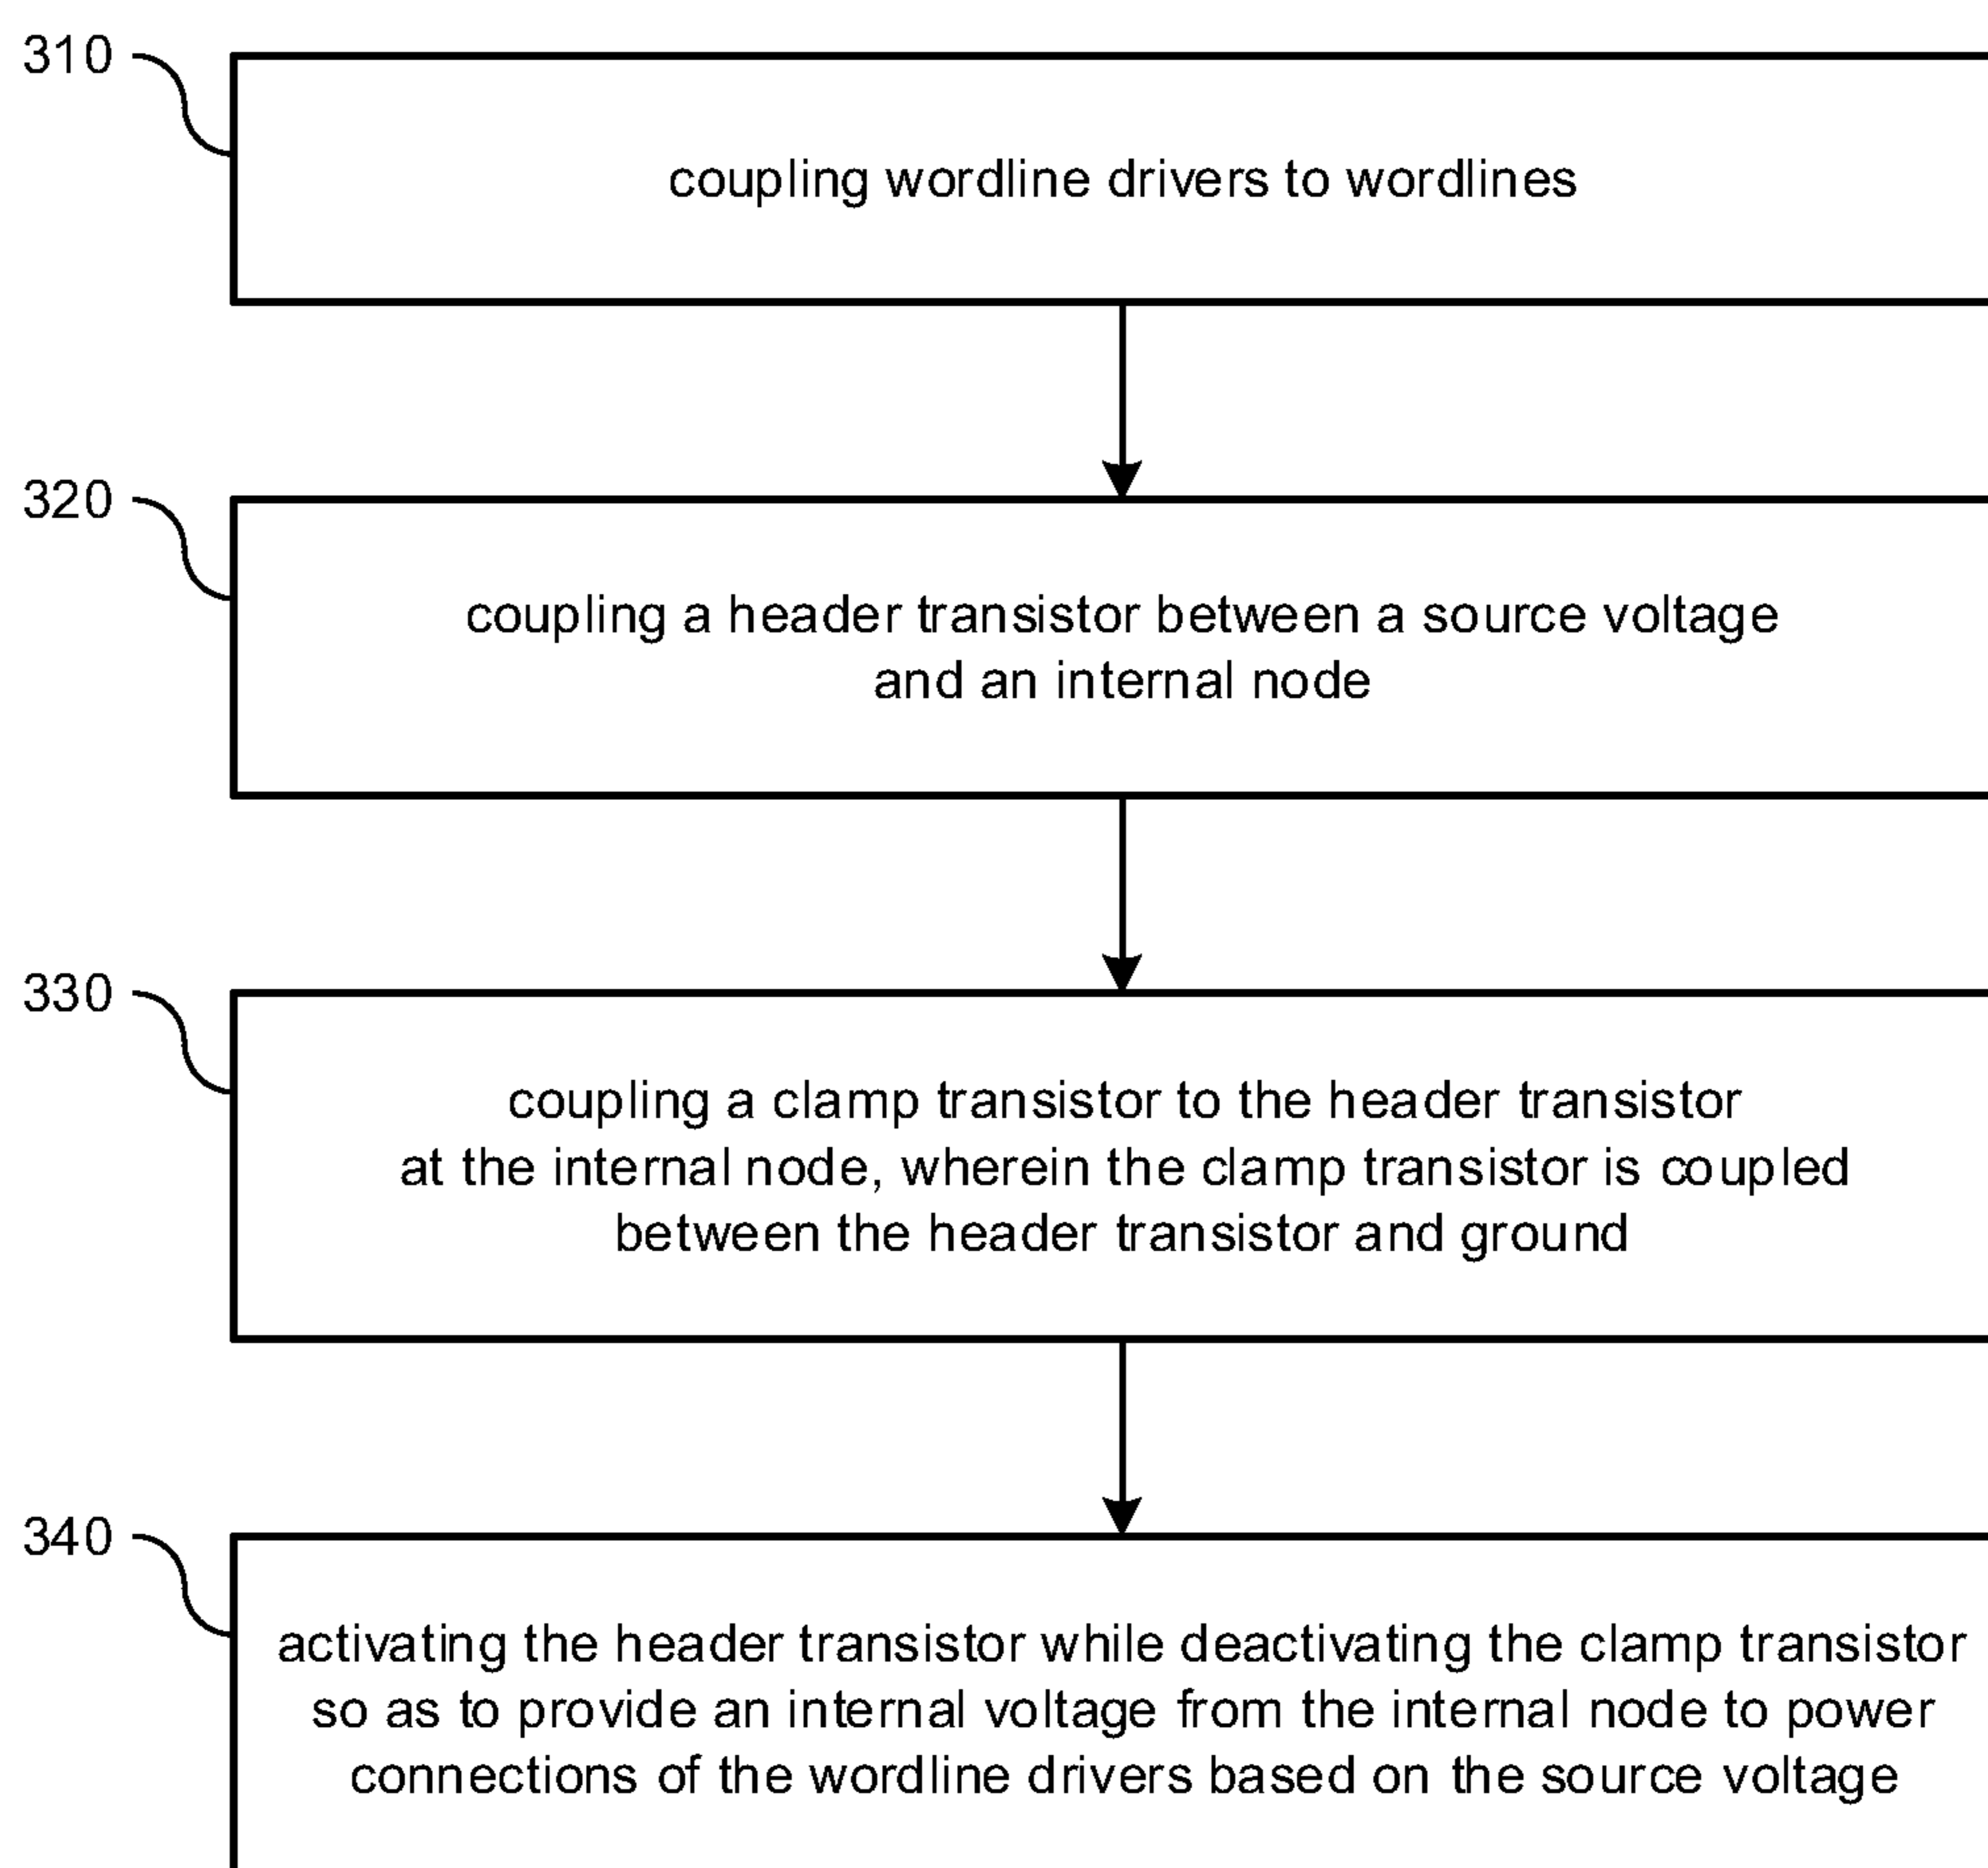 310
coupling wordline drivers to wordlines
320
coupling a header transistor between a source voltage
and an internal node
330
coupling a clamp transistor to the header transistor
at the internal node, wherein the clamp transistor is coupled
between the header transistor and ground
340
activating the header transistor while deactivating the clamp transistor
so as to provide an internal voltage from the internal node to power
connections of the wordline drivers based on the source voltage